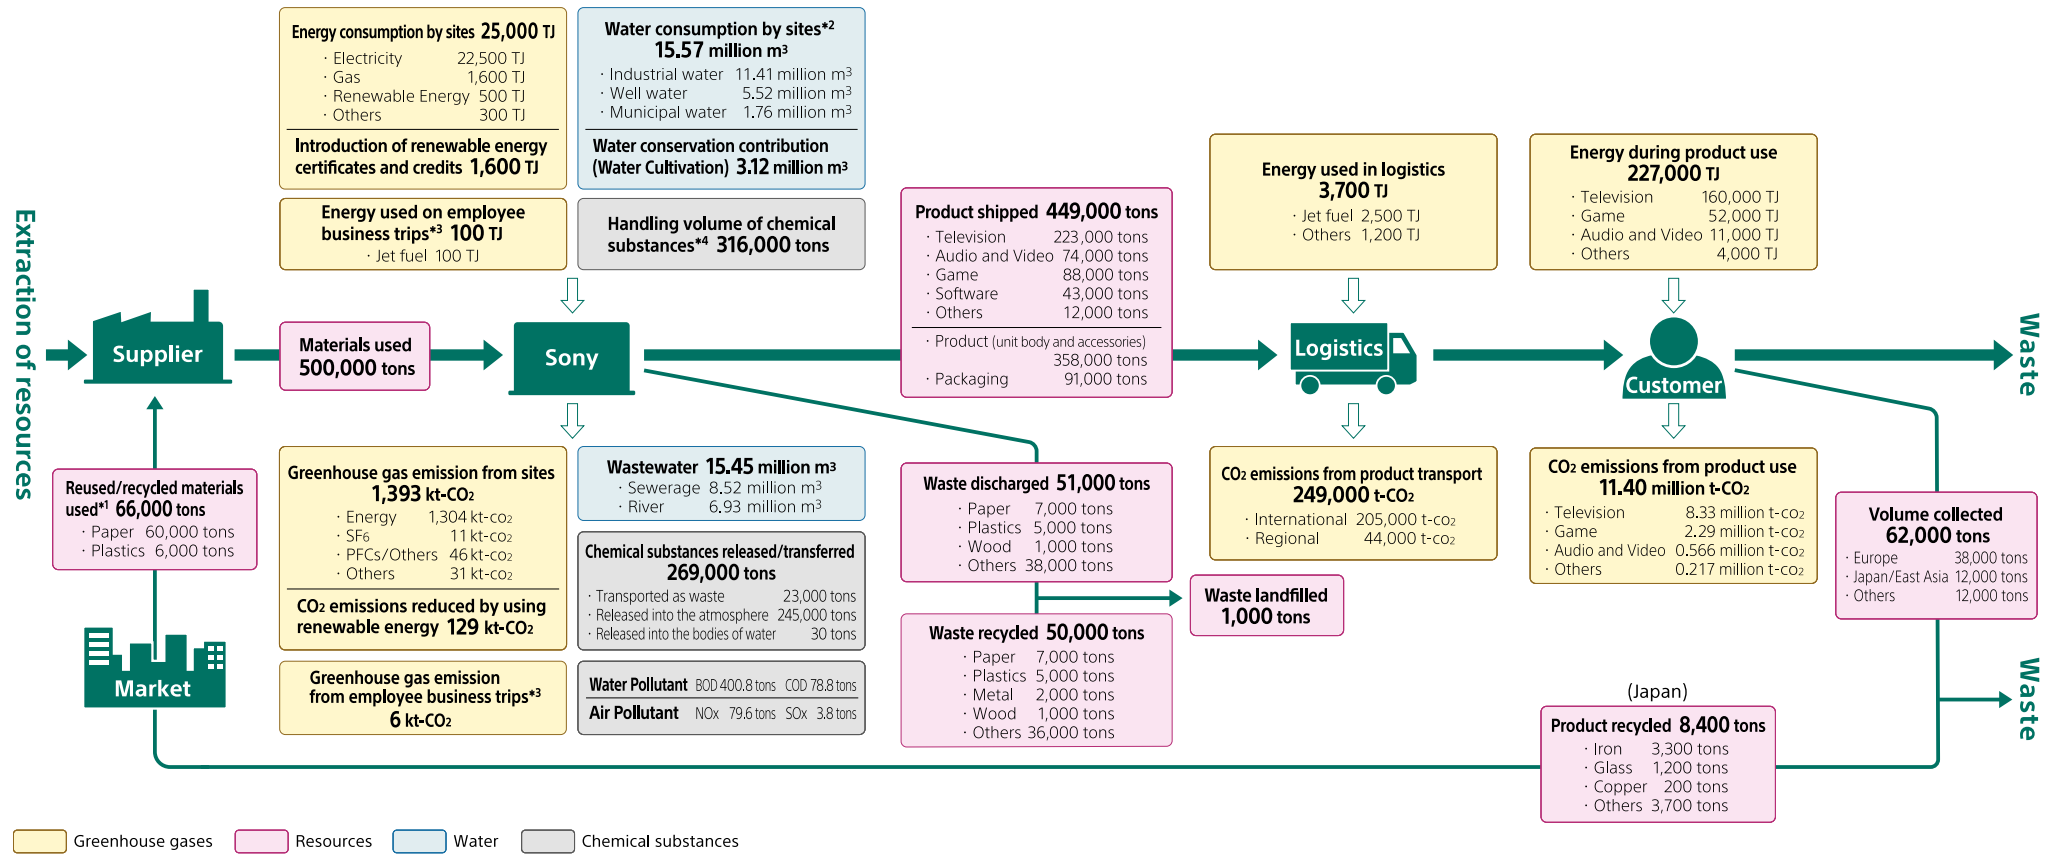 Extraction of resources
Supplier
Reused/recycled materials
used*1 66,000 tons
· Paper 60,000 tons
· Plastics 6,000 tons
Market
Energy consumption by sites 25,000 TJ
· Electricity 22,500 TJ
· Gas 1,600 TJ
· Renewable Energy 500 TJ
· Others 300 TJ
Introduction of renewable energy
certificates and credits 1,600 TJ
Energy used on employee
business trips*3 100 TJ
· Jet fuel 100 TJ
Water consumption by sites*2
15.57 million m3
· Industrial water 11.41 million m3
· Well water 5.52 million m3
· Municipal water 1.76 million m3
Water conservation contribution
(Water Cultivation) 3.12 million m3
Handling volume of chemical
substances*4 316,000 tons
Materials used
500,000 tons
Sony
Greenhouse gas emission from sites
1,393 kt-CO2
· Energy 1,304 kt-co2
· SF6 11 kt-co2
· PFCs/Others 46 kt-co2
· Others 31 kt-co2
CO2 emissions reduced by using
renewable energy 129 kt-CO2
Greenhouse gas emission
from employee business trips*3
6 kt-CO2
Wastewater 15.45 million m3
· Sewerage 8.52 million m3
· River 6.93 million m3
Chemical substances released/transferred
269,000 tons
· Transported as waste 23,000 tons
· Released into the atmosphere 245,000 tons
· Released into the bodies of water 30 tons
Water Pollutant BOD 400.8 tons COD 78.8 tons
Air Pollutant NOx 79.6 tons SOx 3.8 tons
Product shipped 449,000 tons
· Television 223,000 tons
· Audio and Video 74,000 tons
· Game 88,000 tons
· Software 43,000 tons
· Others 12,000 tons
· Product (unit body and accessories)
358,000 tons
· Packaging 91,000 tons
Waste discharged 51,000 tons
· Paper 7,000 tons
· Plastics 5,000 tons
· Wood 1,000 tons
· Others 38,000 tons
Waste landfilled
1,000 tons
Waste recycled 50,000 tons
· Paper 7,000 tons
· Plastics 5,000 tons
· Metal 2,000 tons
· Wood 1,000 tons
· Others 36,000 tons
Energy used in logistics
3,700 TJ
· Jet fuel 2,500 TJ
· Others 1,200 TJ
Logistics
CO2 emissions from product transport
249,000 t-CO2
· International 205,000 t-co2
· Regional 44,000 t-co2
Energy during product use
227,000 TJ
· Television 160,000 TJ
· Game 52,000 TJ
· Audio and Video 11,000 TJ
· Others 4,000 TJ
Customer
CO2 emissions from product use
11.40 million t-CO2
· Television 8.33 million t-co2
· Game 2.29 million t-co2
· Audio and Video 0.566 million t-co2
· Others 0.217 million t-co2
Waste
Volume collected
62,000 tons
· Europe 38,000 tons
· Japan/East Asia 12,000 tons
· Others 12,000 tons
Waste
(Japan)
Product recycled 8,400 tons
· Iron 3,300 tons
· Glass 1,200 tons
· Copper 200 tons
· Others 3,700 tons
Greenhouse gases
Resources
Water
Chemical substances